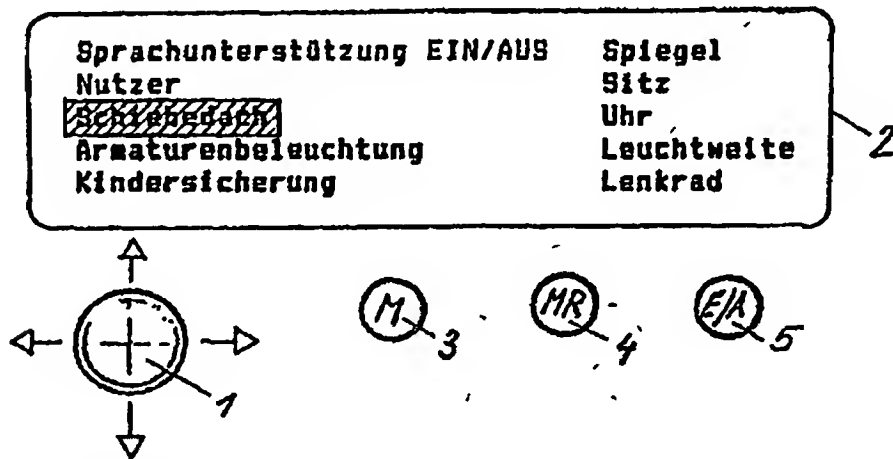 Sprachunterstützung EIN/AUS Spiegel
Nutzer Sitz
Schiebedach Uhr
Armaturenbeleuchtung Leuchtweite
Kindersicherung Lenkrad
2
M MR E/A
3 4 5
1